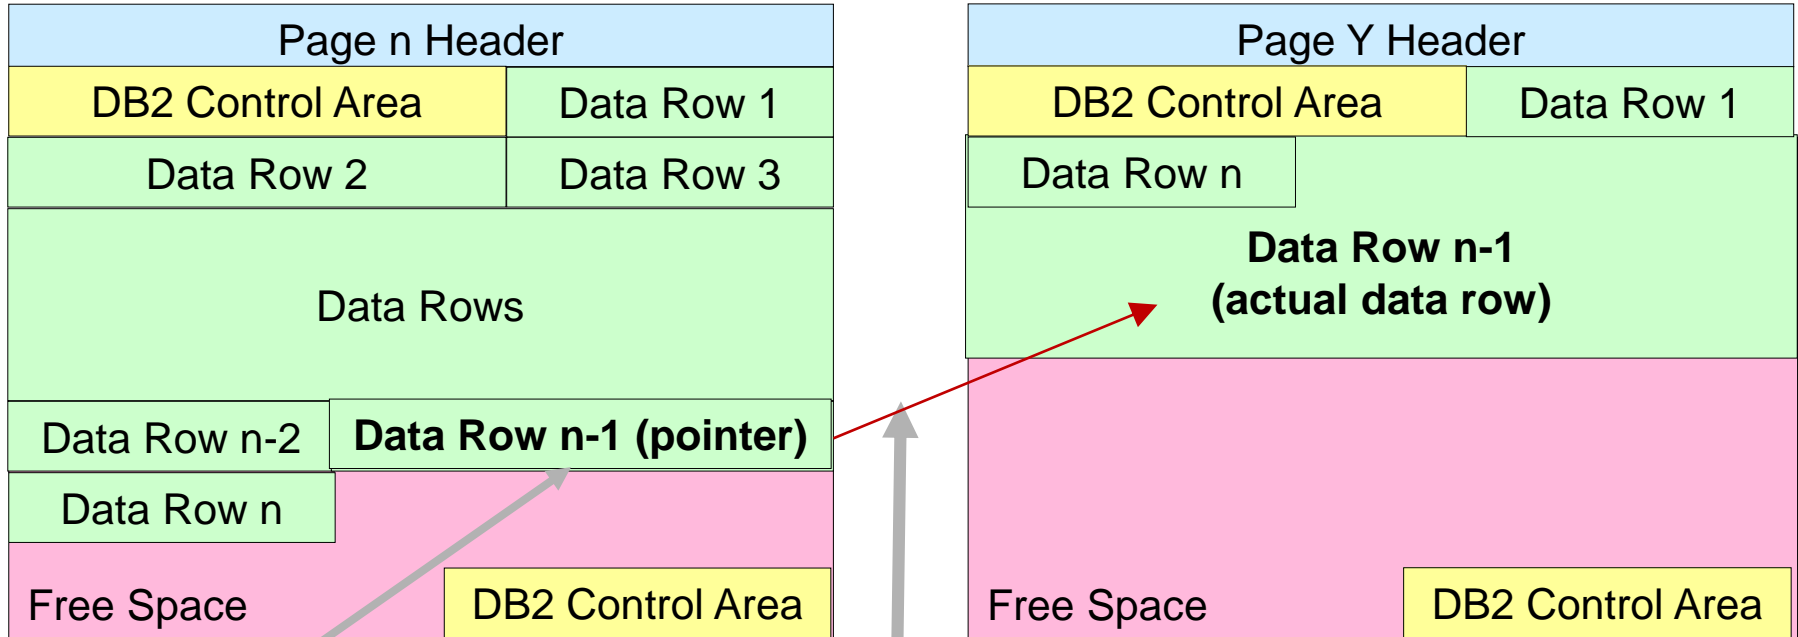 Page n Header
DB2 Control Area
Data Row 1
Data Row 2
Data Row 3
Data Rows
Data Row n-2
Data Row n-1 (pointer)
Data Row n
Free Space
DB2 Control Area
Page Y Header
DB2 Control Area
Data Row 1
Data Row n
Data Row n-1
(actual data row)
Free Space
DB2 Control Area